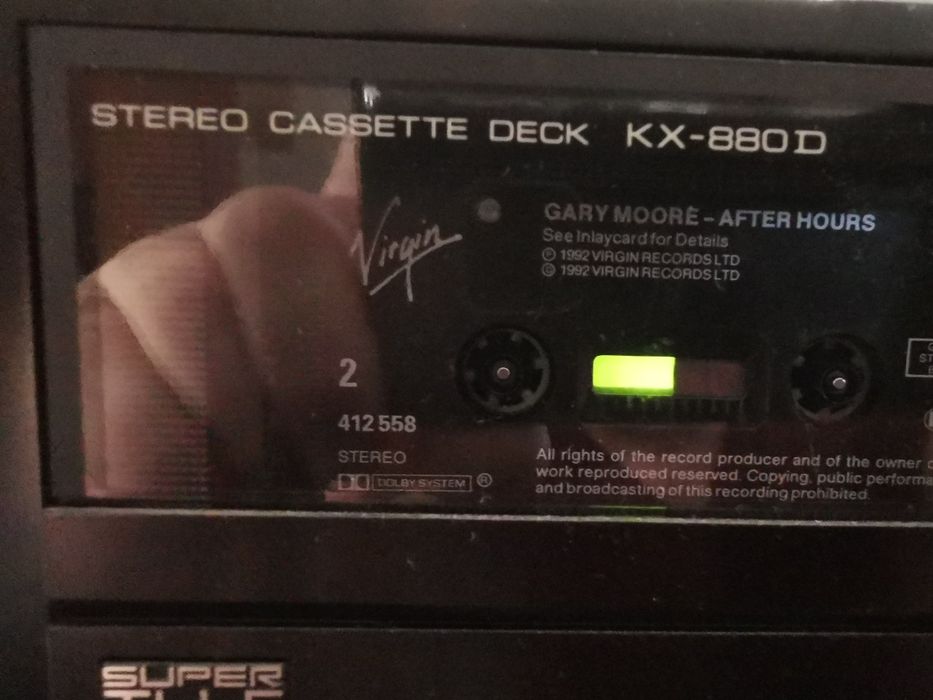 STEREO CASSETTE DECK KX-880D
Virgin
GARY MOORE - AFTER HOURS
See Inlaycard for Details
Ⓟ 1992 VIRGIN RECORDS LTD
© 1992 VIRGIN RECORDS LTD
2
412 558
STEREO
DOLBY SYSTEM ®
All rights of the record producer and of the owner
work reproduced reserved. Copying, public performa
and broadcasting of this recording prohibited.
SUPER